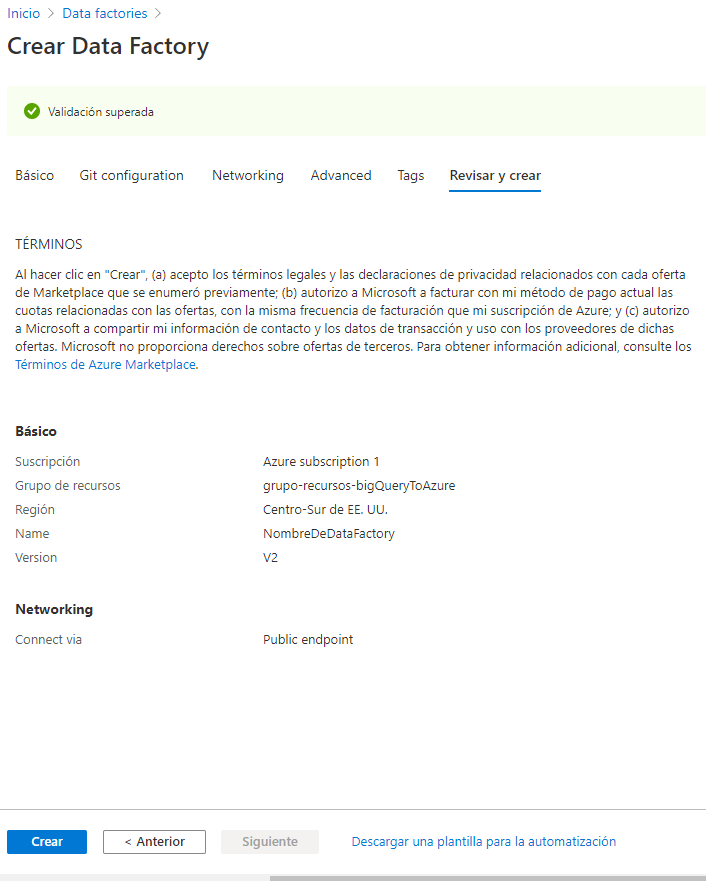 Inicio > Data factories >
Crear Data Factory
Validación superada
Básico Git configuration Networking Advanced Tags Revisar y crear
TÉRMINOS
Al hacer clic en "Crear", (a) acepto los términos legales y las declaraciones de privacidad relacionados con cada oferta
de Marketplace que se enumeró previamente; (b) autorizo a Microsoft a facturar con mi método de pago actual las
cuotas relacionadas con las ofertas, con la misma frecuencia de facturación que mi suscripción de Azure; y (c) autorizo
a Microsoft a compartir mi información de contacto y los datos de transacción y uso con los proveedores de dichas
ofertas. Microsoft no proporciona derechos sobre ofertas de terceros. Para obtener información adicional, consulte los
Términos de Azure Marketplace.
Básico
Suscripción Azure subscription 1
Grupo de recursos grupo-recursos-bigQueryToAzure
Región Centro-Sur de EE. UU.
Name NombreDeDataFactory
Version V2
Networking
Connect via Public endpoint
Crear < Anterior Siguiente Descargar una plantilla para la automatización